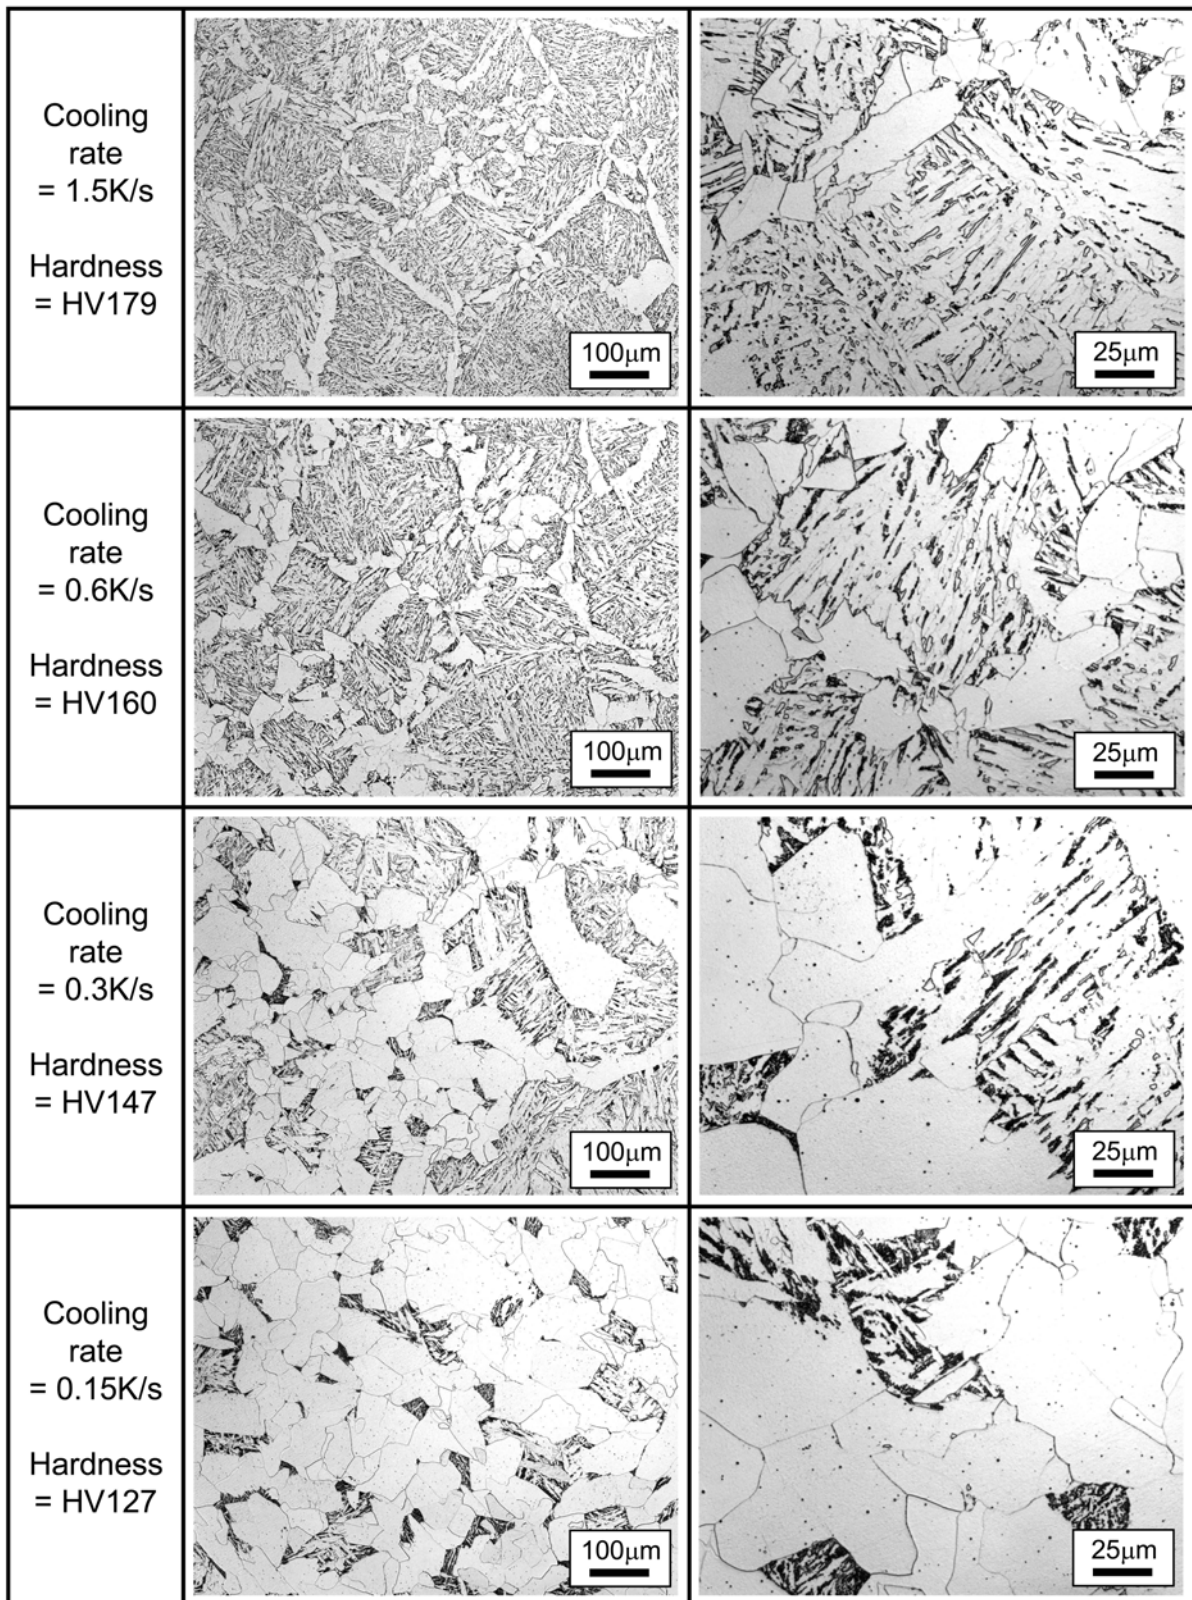 Cooling
rate
= 1.5K/s
Hardness
= HV179
100μm
25μm
Cooling
rate
= 0.6K/s
Hardness
= HV160
100μm
25μm
Cooling
rate
= 0.3K/s
Hardness
= HV147
100μm
25μm
Cooling
rate
= 0.15K/s
Hardness
= HV127
100μm
25μm